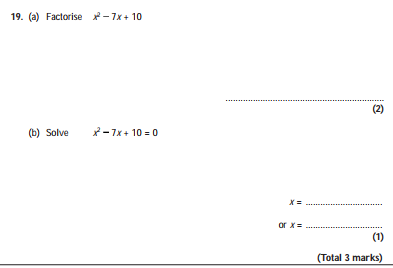 19. (a) Factorise x² – 7x + 10
(2)
(b) Solve x² – 7x + 10 = 0
x = ................................
or x = ................................
(1)
(Total 3 marks)